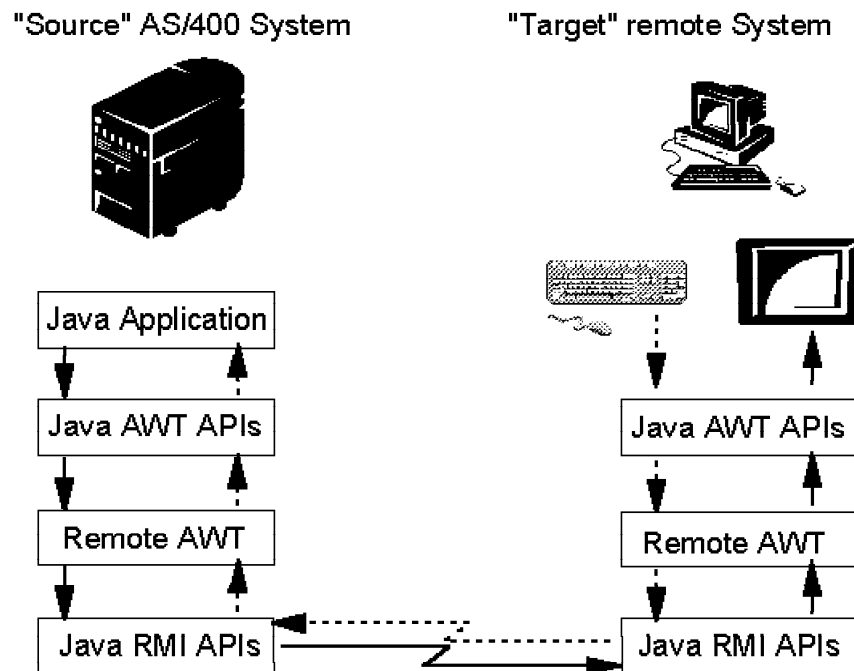 "Source" AS/400 System
"Target" remote System
Java Application
Java AWT APIs
Remote AWT
Java RMI APIs
Java AWT APIs
Remote AWT
Java RMI APIs